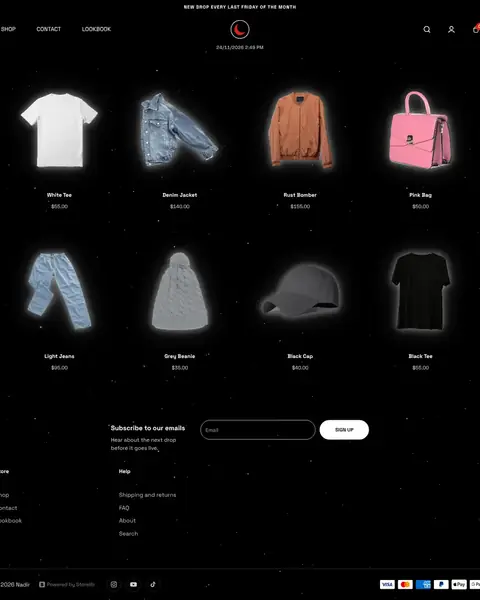 NEW DROP EVERY LAST FRIDAY OF THE MONTH
SHOP CONTACT LOOKBOOK
24/11/2026 2:49 PM
White Tee Denim Jacket Rust Bomber Pink Bag
$55.00 $140.00 $155.00 $50.00
Light Jeans Grey Beanie Black Cap Black Tee
$95.00 $35.00 $40.00 $55.00
Subscribe to our emails
Hear about the next drop
before it goes live.
Email
SIGN UP
tore Help
hop Shipping and returns
ontact FAQ
ookbook About
Search
2026 Nadir Powered by
VISA AMEX Pay